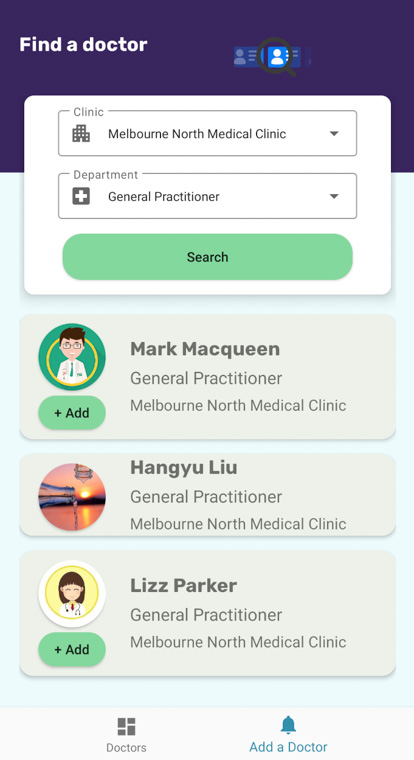 Find a doctor
Clinic
Melbourne North Medical Clinic
Department
General Practitioner
Search
Mark Macqueen
General Practitioner
+ Add
Melbourne North Medical Clinic
Hangyu Liu
General Practitioner
Melbourne North Medical Clinic
Lizz Parker
General Practitioner
+ Add
Melbourne North Medical Clinic
Doctors
Add a Doctor